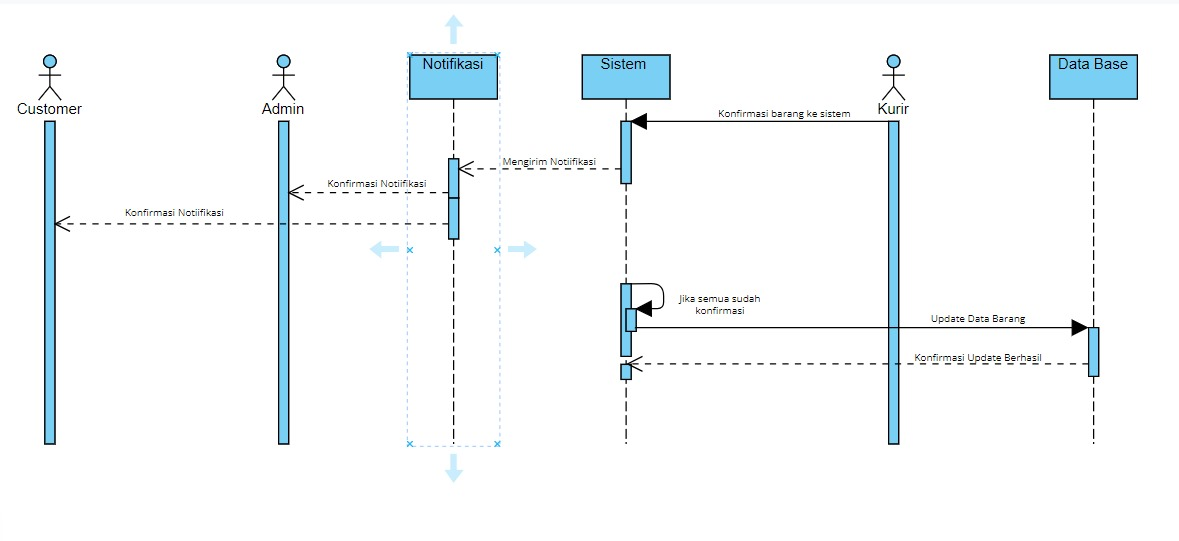 Customer
Admin
Notifikasi
Sistem
Kurir
Data Base
Konfirmasi barang ke sistem
Mengirim Notiifikasi
Konfirmasi Notiifikasi
Konfirmasi Notiifikasi
Jika semua sudah
konfirmasi
Update Data Barang
Konfirmasi Update Berhasil